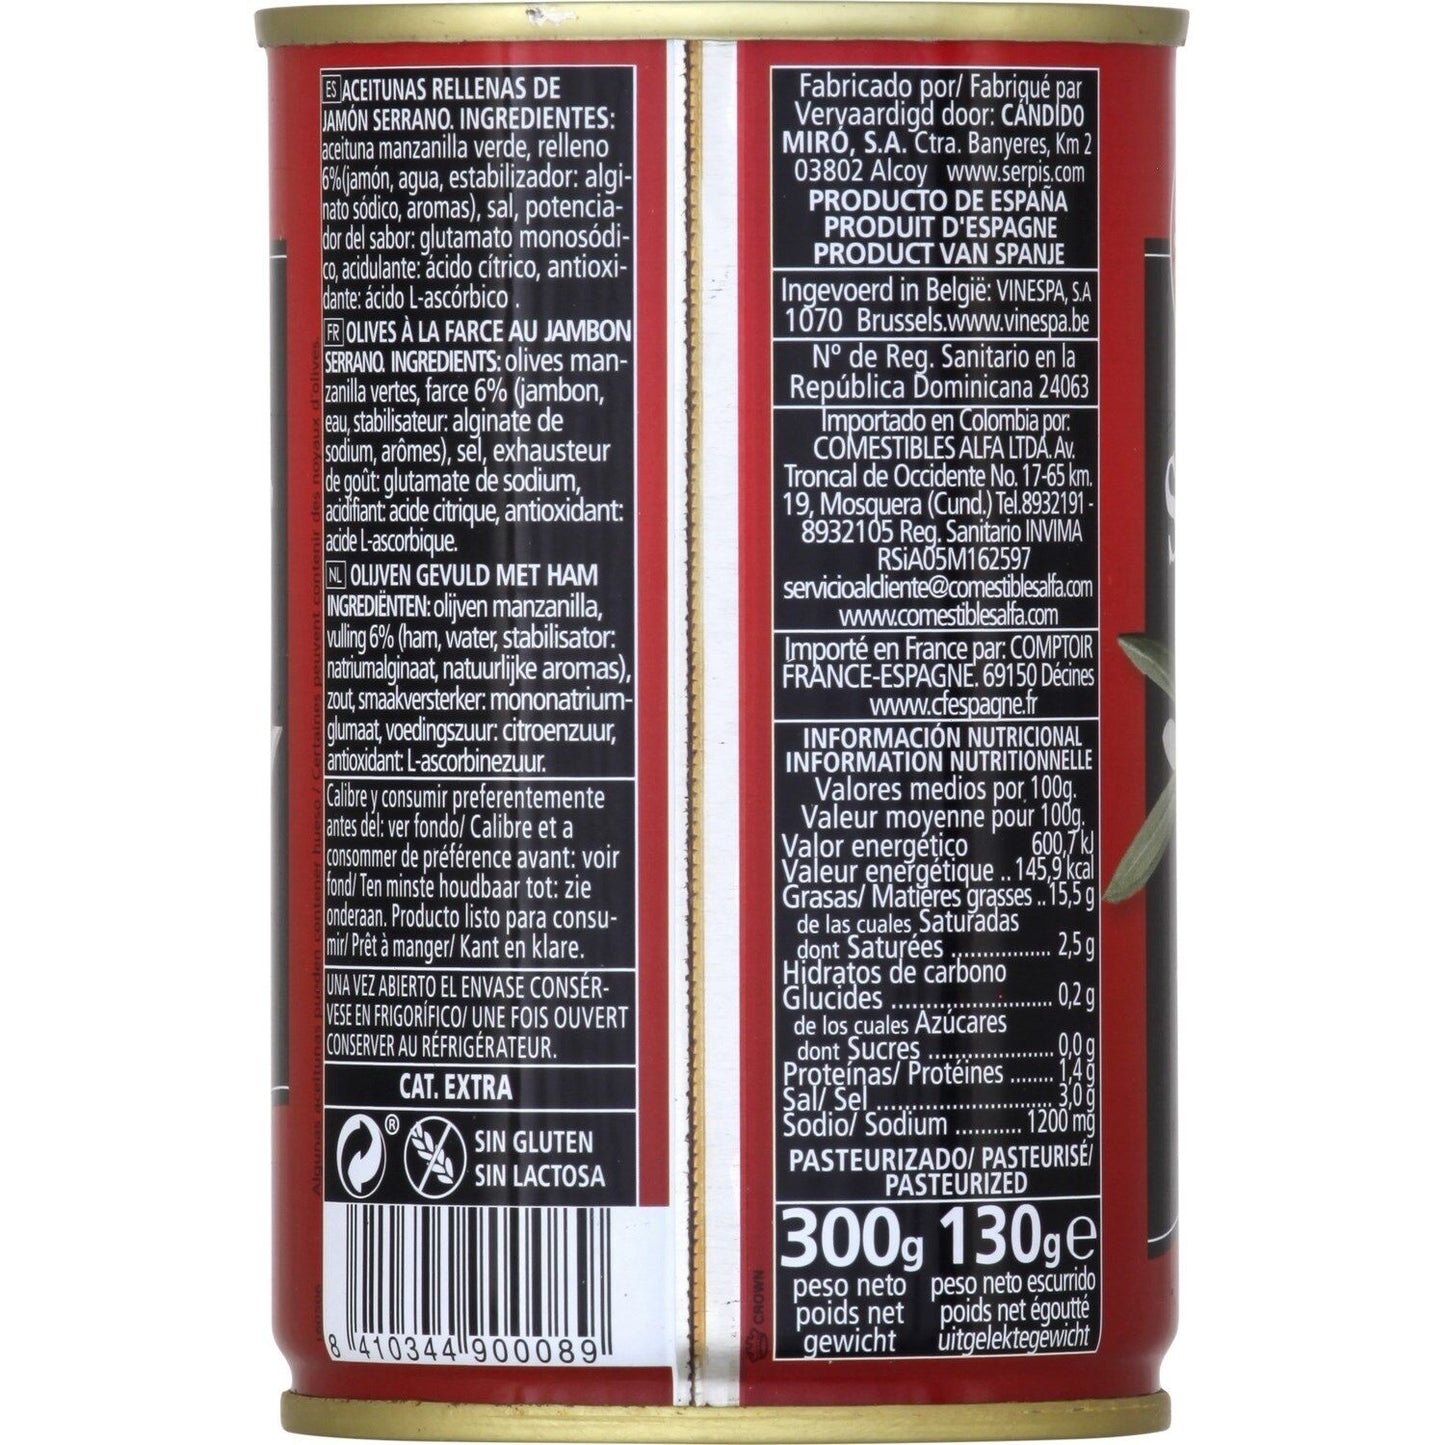 ES ACEITUNAS RELLENAS DE
JAMÓN SERRANO. INGREDIENTES:
aceituna manzanilla verde, relleno
6%(jamón, agua, estabilizador: algi-
nato sódico, aromas), sal, potencia-
dor del sabor: glutamato monosódi-
co, acidulante: ácido cítrico, antioxi-
dante: ácido L-ascórbico .
FR OLIVES À LA FARCE AU JAMBON
SERRANO. INGREDIENTS: olives man-
zanilla vertes, farce 6% (jambon,
eau, stabilisateur: alginate de
sodium, arômes), sel, exhausteur
de goût: glutamate de sodium,
acidifiant: acide citrique, antioxidant:
acide L-ascorbique.
NL OLIJVEN GEVULD MET HAM
INGREDIËNTEN: olijven manzanilla,
vulling 6% (ham, water, stabilisator:
natriumalginaat, natuurlijke aromas),
zout, smaakversterker: mononatrium-
glumaat, voedingszuur: citroenzuur,
antioxidant: L-ascorbinezuur.
Calibre y consumir preferentemente
antes del: ver fondo/ Calibre et a
consommer de préférence avant: voir
fond/ Ten minste houdbaar tot: zie
onderaan. Producto listo para consu-
mir/ Prêt à manger/ Kant en klare.
UNA VEZ ABIERTO EL ENVASE CONSÉR-
VESE EN FRIGORÍFICO/ UNE FOIS OUVERT
CONSERVER AU RÉFRIGÉRATEUR.
CAT. EXTRA
®
SIN GLUTEN
SIN LACTOSA
8 410344 900089
Algunas aceitunas pueden contener hueso / Certaines peuvent contenir des noyaux d'olives
CROWN
Fabricado por/ Fabriqué par
Vervaardigd door: CÁNDIDO
MIRÓ, S.A. Ctra. Banyeres, Km 2
03802 Alcoy www.serpis.com
PRODUCTO DE ESPAÑA
PRODUIT D'ESPAGNE
PRODUCT VAN SPANJE
Ingevoerd in België: VINESPA, S.A
1070 Brussels.www.vinespa.be
Nº de Reg. Sanitario en la
República Dominicana 24063
Importado en Colombia por:
COMESTIBLES ALFA LTDA. Av.
Troncal de Occidente No. 17-65 km.
19, Mosquera (Cund.) Tel.8932191 -
8932105 Reg. Sanitario INVIMA
RSiA05M162597
servicioalcliente@comestiblesalfa.com
www.comestiblesalfa.com
Importé en France par: COMPTOIR
FRANCE-ESPAGNE. 69150 Décines
www.cfespagne.fr
INFORMACIÓN NUTRICIONAL
INFORMATION NUTRITIONNELLE
Valores medios por 100g.
Valeur moyenne pour 100g.
Valor energético 600,7 kJ
Valeur energétique .. 145,9 kcal
Grasas/ Matières grasses .. 15,5 g
de las cuales Saturadas
dont Saturées ................ 2,5 g
Hidratos de carbono
Glucides .......................... 0,2 g
de los cuales Azúcares
dont Sucres .................... 0,0 g
Proteínas/ Protéines ....... 1,4 g
Sal/ Sel ............................ 3,0 g
Sodio/ Sodium ........... 1200 mg
PASTEURIZADO/ PASTEURISÉ/
PASTEURIZED
300g 130g e
peso neto peso neto escurrido
poids net poids net égoutté
gewicht uitgelektegewicht